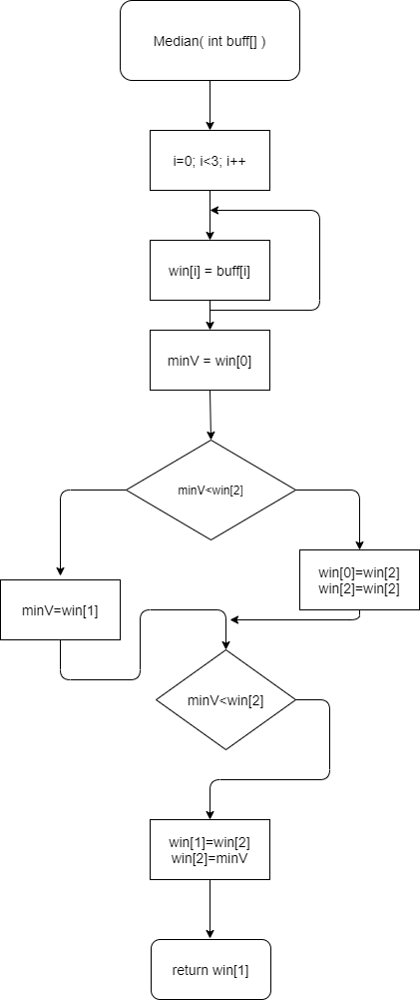 Median( int buff[] )
i=0; i<3; i++
win[i] = buff[i]
minV = win[0]
minV<win[2]
minV=win[1]
win[0]=win[2]
win[2]=win[2]
minV<win[2]
win[1]=win[2]
win[2]=minV
return win[1]